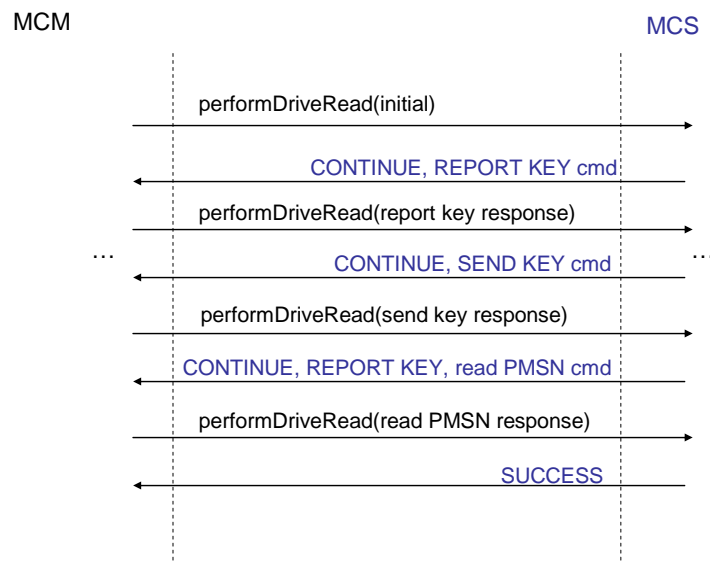 MCM
MCS
performDriveRead(initial)
CONTINUE, REPORT KEY cmd
performDriveRead(report key response)
… …
CONTINUE, SEND KEY cmd
performDriveRead(send key response)
CONTINUE, REPORT KEY, read PMSN cmd
performDriveRead(read PMSN response)
SUCCESS